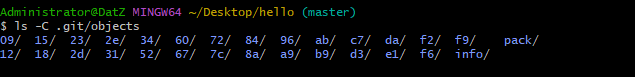 Administrator@DatZ MINGW64 ~/Desktop/hello (master)
$ ls -C .git/objects
09/  15/  23/  2e/  34/  60/  72/  84/  96/  ab/  c7/  da/  f2/  f9/    pack/
12/  18/  2d/  31/  52/  67/  7c/  8a/  a9/  b9/  d3/  e1/  f6/  info/